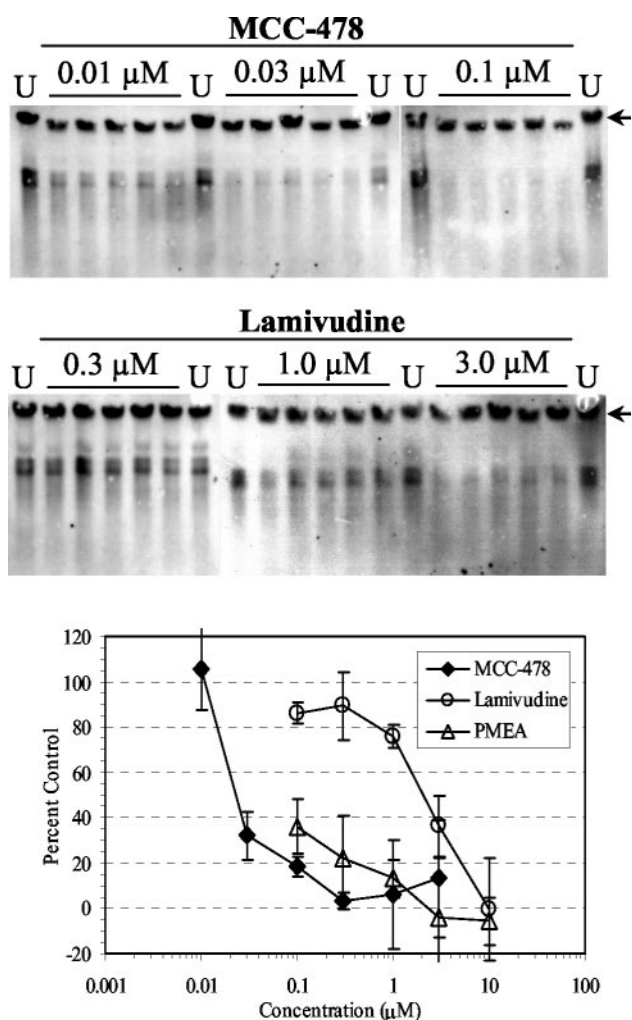 MCC-478
U 0.01 μM U 0.03 μM U 0.1 μM U
Lamivudine
U 0.3 μM U U 1.0 μM U 3.0 μM U
120
100
80
60
40
20
0
-20
Percent Control
MCC-478
Lamivudine
PMEA
0.001 0.01 0.1 1 10 100
Concentration (μM)